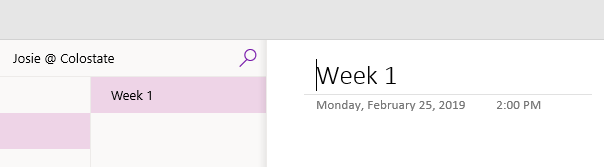 Josie @ Colostate
Week 1
Week 1
Monday, February 25, 2019 2:00 PM